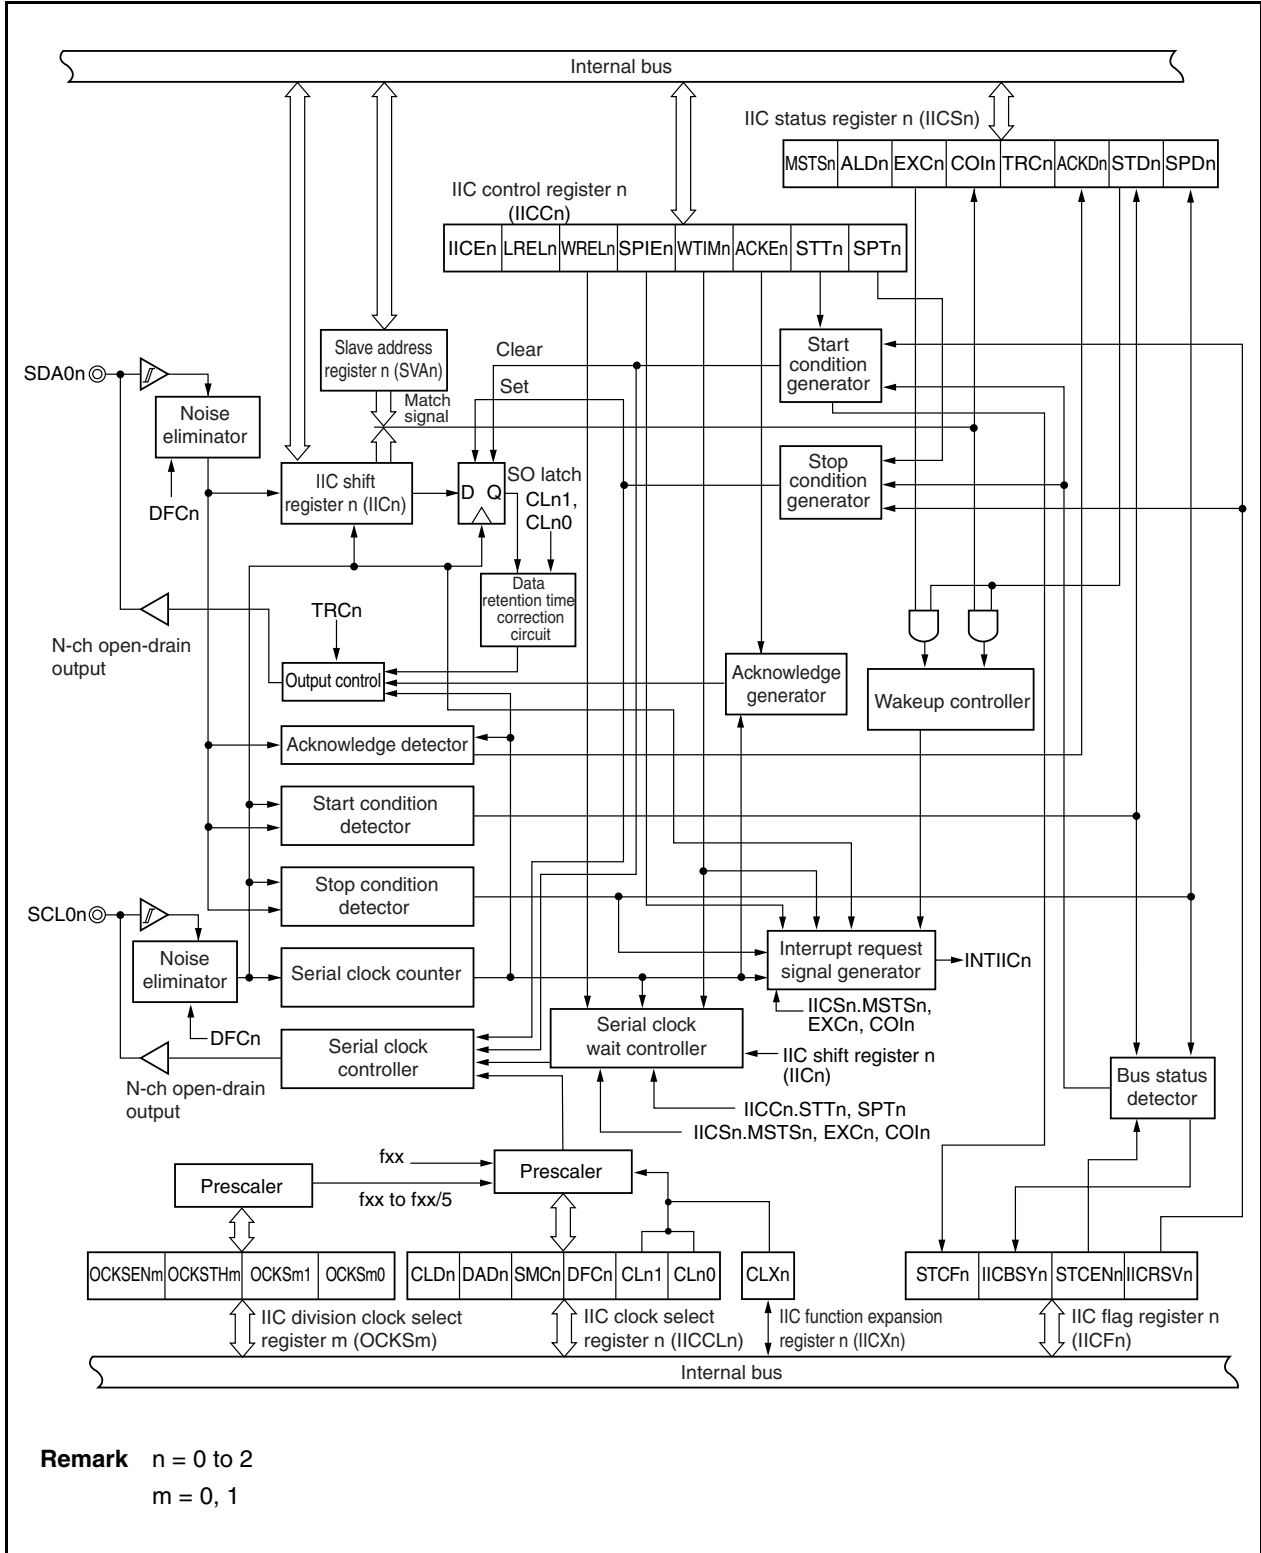 Internal bus
IIC status register n (IICSn)
MSTSn ALDn EXCn COIn TRCn ACKDn STDn SPDn
IIC control register n
(IICCn)
IICEn LRELn WRELn SPIEn WTIMn ACKEn STTn SPTn
Slave address
register n (SVAn)
Clear
Set
Match
signal
Start
condition
generator
SDA0n
Noise
eliminator
DFCn
IIC shift
register n (IICn)
D Q
SO latch
CLn1,
CLn0
Stop
condition
generator
Data
retention time
correction
circuit
TRCn
N-ch open-drain
output
Output control
Acknowledge
generator
Wakeup controller
Acknowledge detector
Start condition
detector
Stop condition
detector
SCL0n
Noise
eliminator
DFCn
Serial clock counter
Interrupt request
signal generator
INTIICn
IICSn.MSTSn,
EXCn, COIn
Serial clock
controller
Serial clock
wait controller
IIC shift register n
(IICn)
N-ch open-drain
output
Bus status
detector
IICCn.STTn, SPTn
IICSn.MSTSn, EXCn, COIn
fxx
Prescaler
fxx to fxx/5
Prescaler
OCKSENm OCKSTHm OCKSm1 OCKSm0
CLDn DADn SMCn DFCn CLn1 CLn0
CLXn
STCFn IICBSYn STCENn IICRSVn
IIC division clock select
register m (OCKSm)
IIC clock select
register n (IICCLn)
IIC function expansion
register n (IICXn)
IIC flag register n
(IICFn)
Internal bus
Remark n = 0 to 2
m = 0, 1